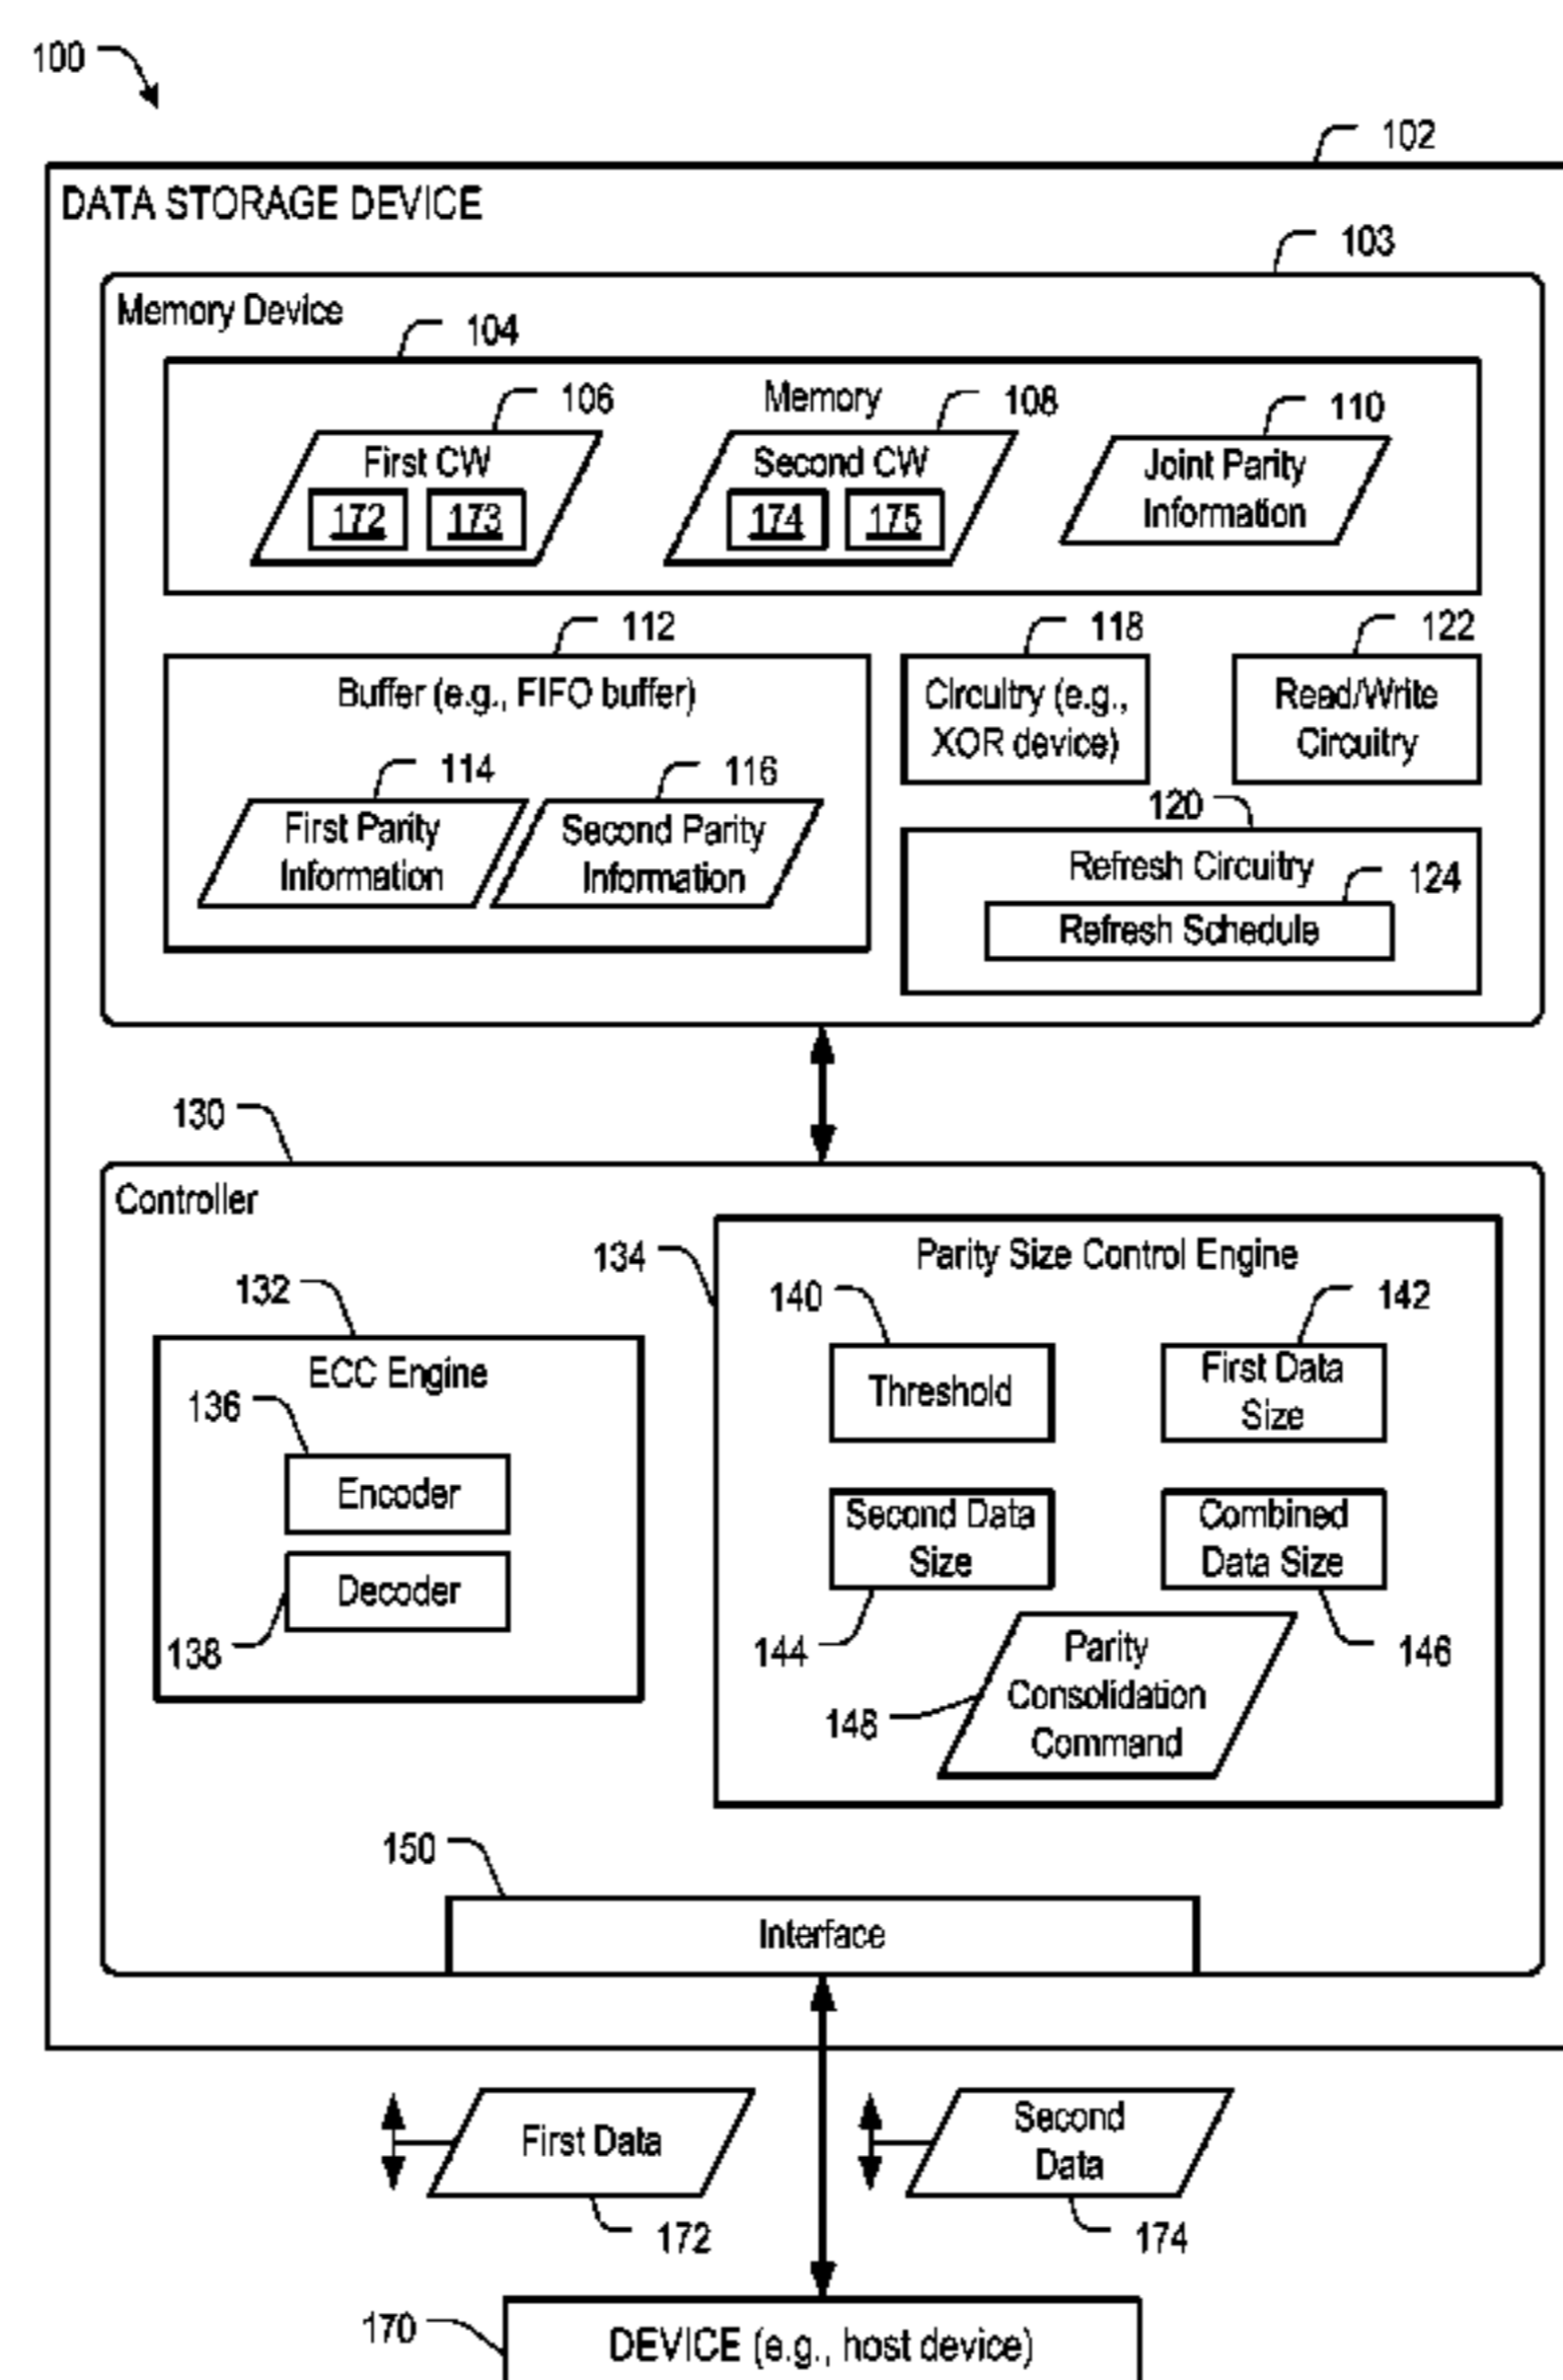 100
102
DATA STORAGE DEVICE
103
Memory Device
104
106
Memory
108
110
First CW
172 173
Second CW
174 175
Joint Parity
Information
112
118
122
Buffer (e.g., FIFO buffer)
Circuitry (e.g.,
XOR device)
Read/Write
Circuitry
114
116
First Parity
Information
Second Parity
Information
120
Refresh Circuitry
124
Refresh Schedule
130
Controller
134
Parity Size Control Engine
132
ECC Engine
136
Encoder
Decoder
138
140
142
Threshold
First Data
Size
Second Data
Size
Combined
Data Size
144
146
148
Parity
Consolidation
Command
150
Interface
First Data
172
Second
Data
174
170
DEVICE (e.g., host device)